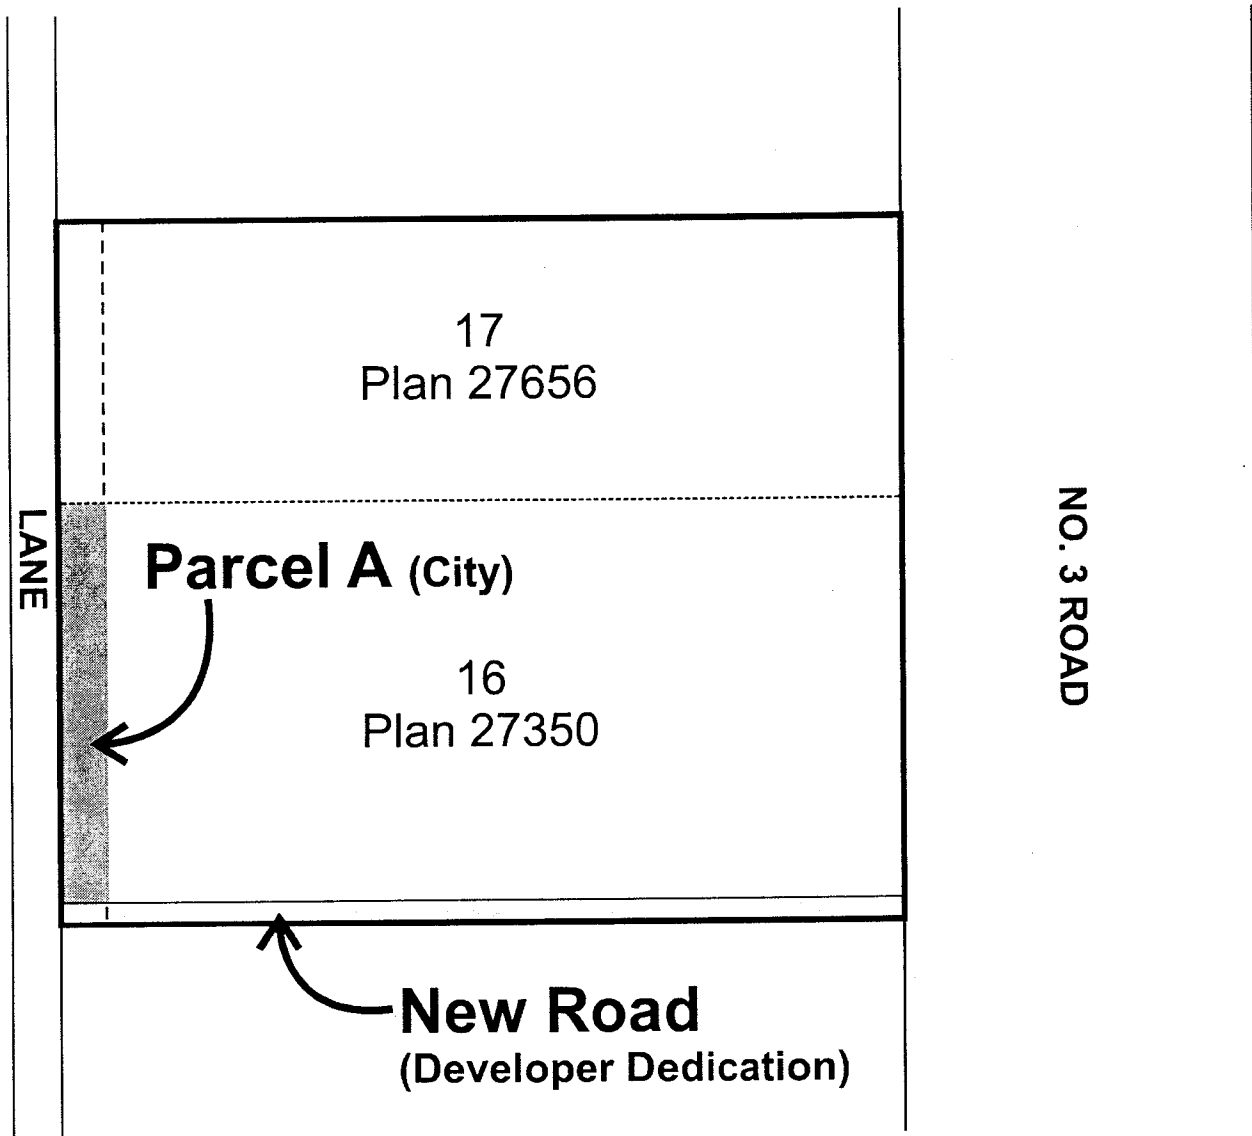 17
Plan 27656
LANE
Parcel A (City)
NO. 3 ROAD
16
Plan 27350
New Road
(Developer Dedication)